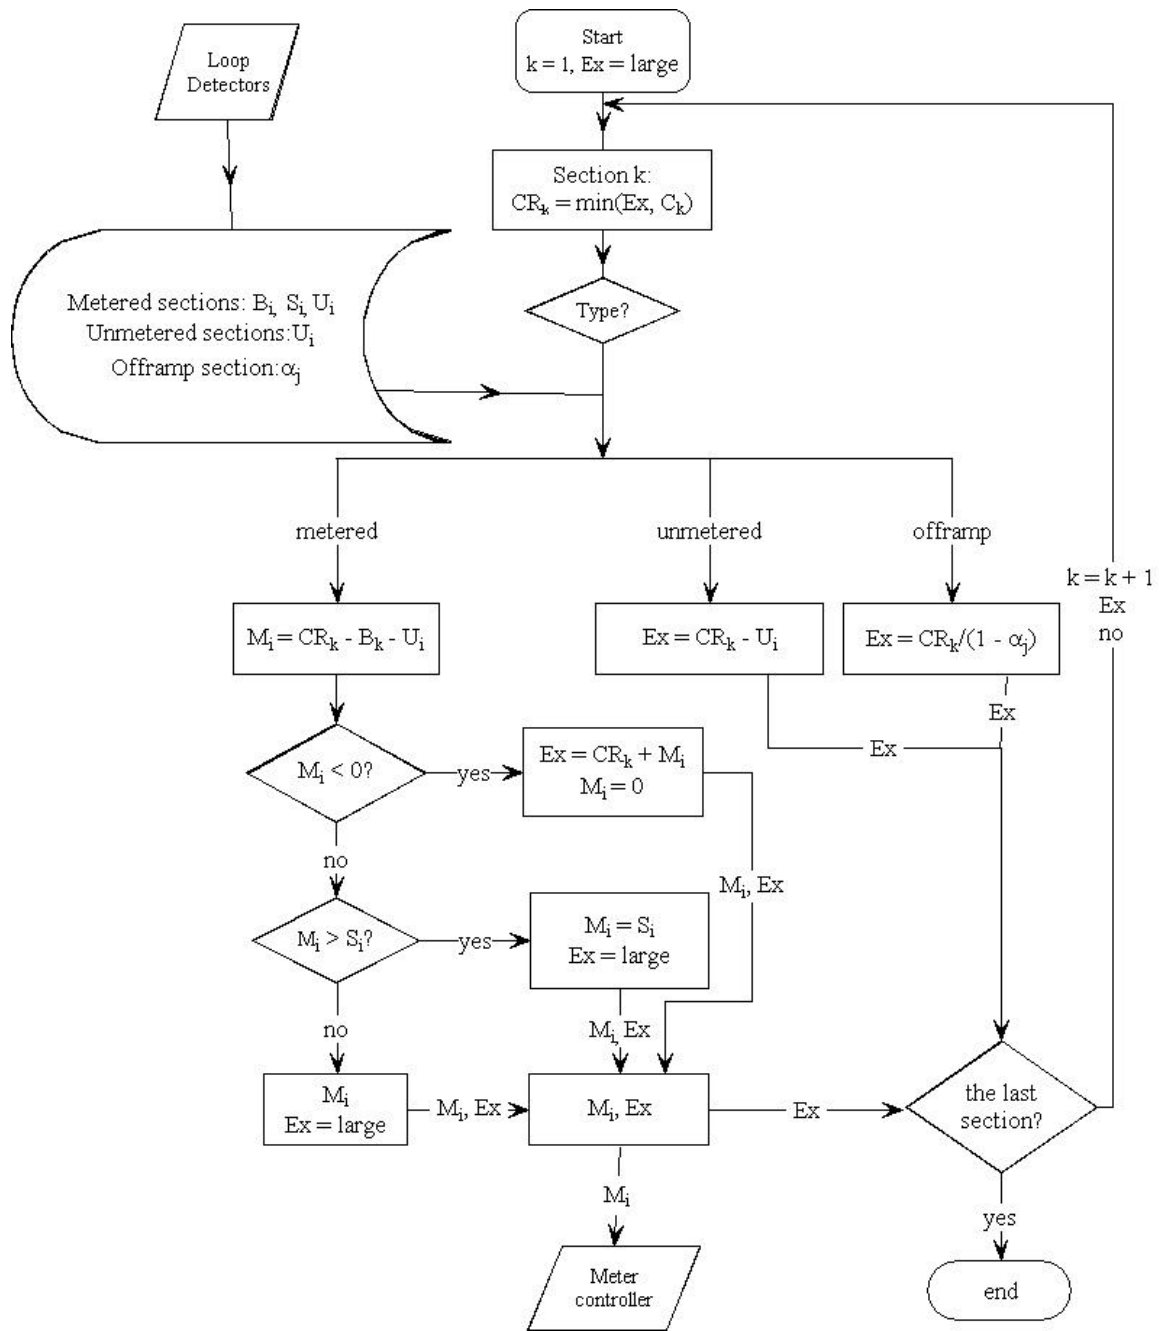 Loop
Detectors
Start
k = 1, Ex = large
Section k:
CRk = min(Ex, Ck)
Type?
Metered sections: Bi, Si, Ui
Unmetered sections:Ui
Offramp section:αj
metered
unmetered
offramp
k = k + 1
Ex
no
Mi = CRk - Bk - Ui
Ex = CRk - Ui
Ex = CRk/(1 - αj)
Ex
Ex
Mi < 0?
yes
Ex = CRk + Mi
Mi = 0
no
Mi, Ex
Mi > Si?
yes
Mi = Si
Ex = large
no
Mi, Ex
Mi
Ex = large
Mi, Ex
Mi, Ex
Ex
the last
section?
Mi
yes
Meter
controller
end